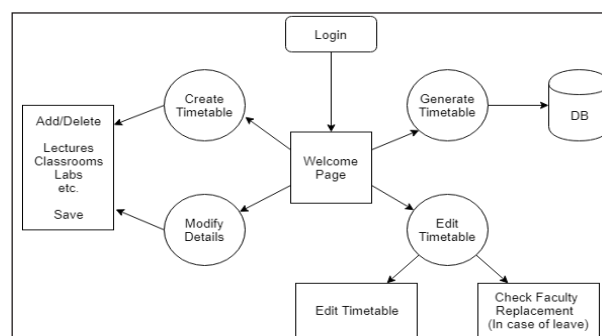 Login
Create
Timetable
Generate
Timetable
DB
Add/Delete
Lectures
Classrooms
Labs
etc.
Save
Welcome
Page
Modify
Details
Edit
Timetable
Edit Timetable
Check Faculty
Replacement
(In case of leave)